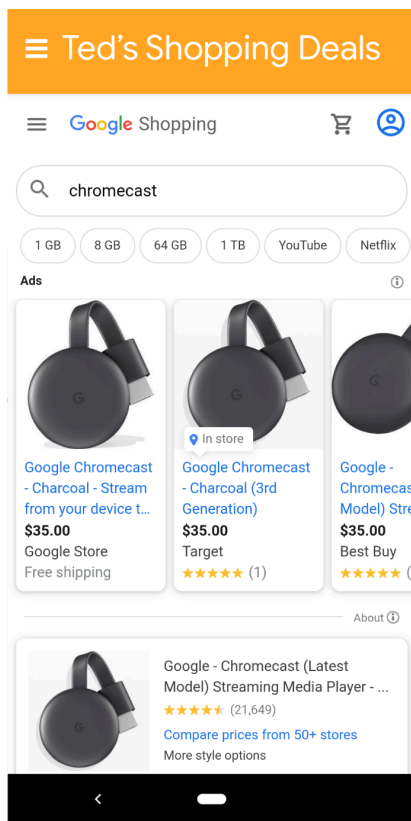 Ted's Shopping Deals
Google Shopping
chromecast
1 GB 8 GB 64 GB 1 TB YouTube Netflix
Ads
In store
Google Chromecast
- Charcoal - Stream
from your device t...
$35.00
Google Store
Free shipping
Google Chromecast
- Charcoal (3rd
Generation)
$35.00
Target
(1)
Google -
Chromecas
Model) Stre
$35.00
Best Buy
(
About
Google - Chromecast (Latest
Model) Streaming Media Player - ...
(21,649)
Compare prices from 50+ stores
More style options